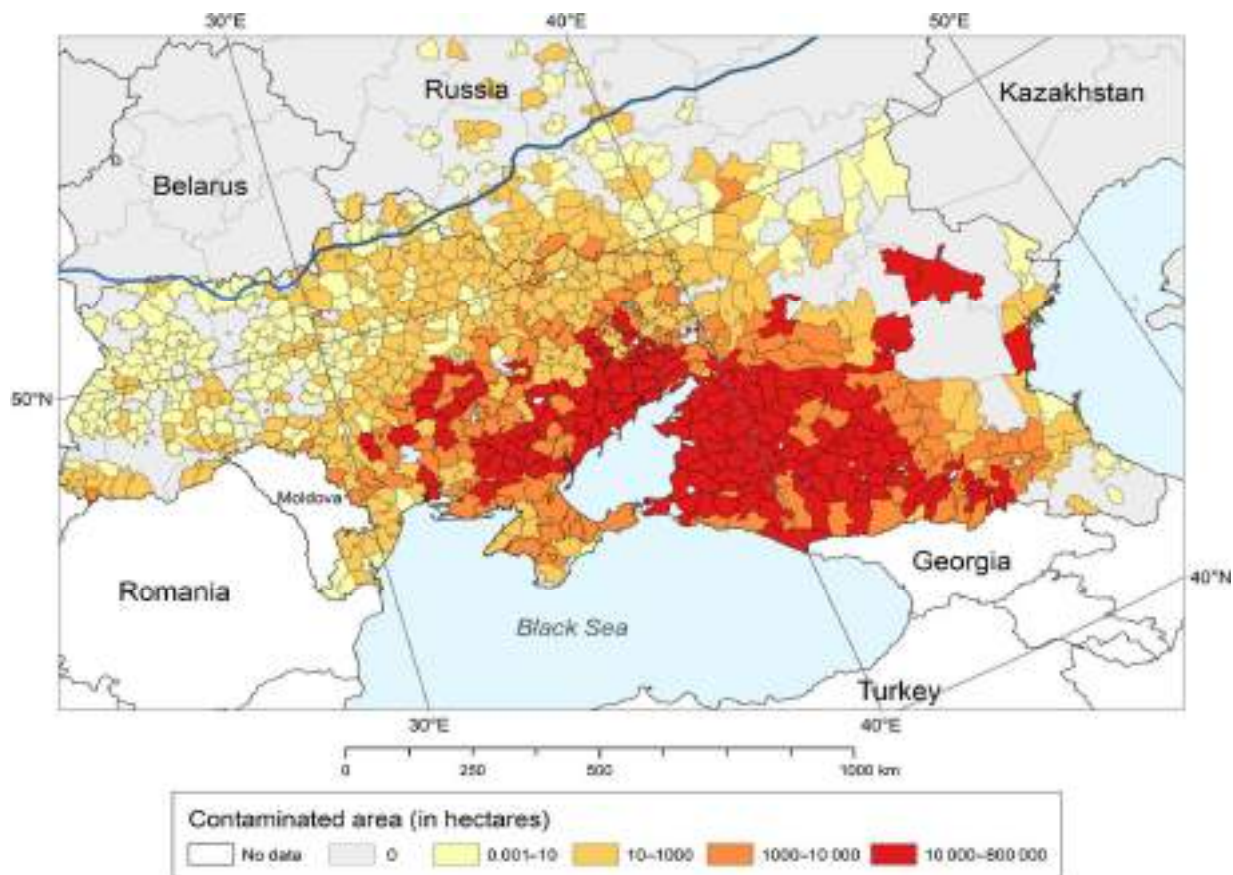 30°E 40°E 50°E
Russia
Kazakhstan
Belarus
50°N
Moldova
Georgia
40°N
Romania
Black Sea
Turkey
30°E 40°E
0 250 500 1000 km
Contaminated area (in hectares)
No data 0 0.001–10 10–1000 1000–10 000 10 000–800 000